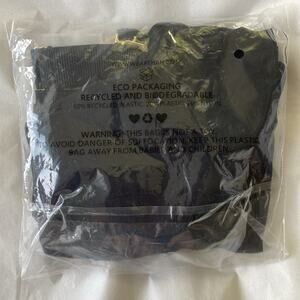 ECO PACKAGING
RECYCLED AND BIODEGRADABLE
WARNING: THIS BAG IS NOT A TOY.
AVOID DANGER OF SUFFOCATION, KEEP THIS PLASTIC
BAG AWAY FROM BABIES AND CHILDREN.